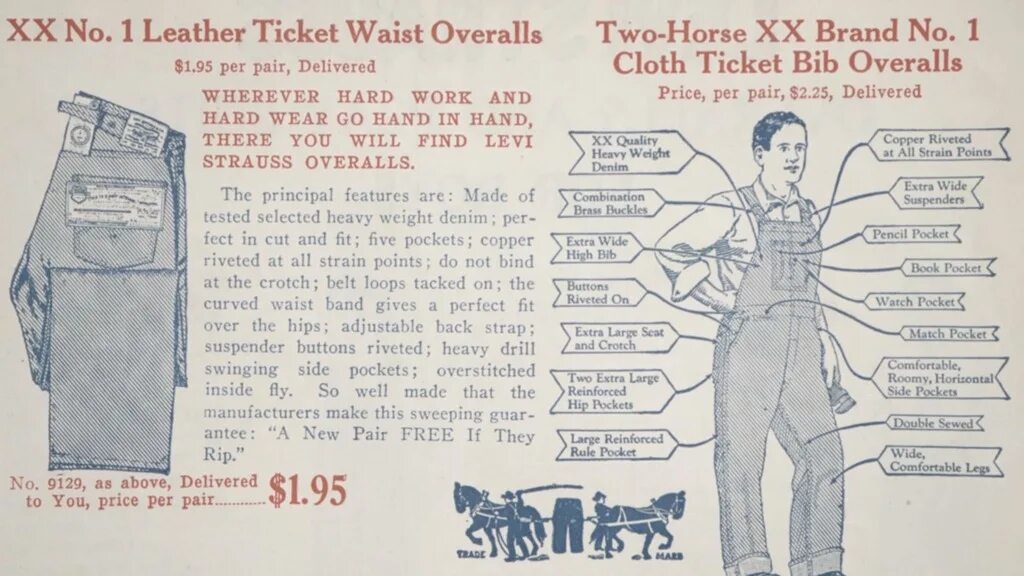 XX No. 1 Leather Ticket Waist Overalls
$1.95 per pair, Delivered
WHEREVER HARD WORK AND
HARD WEAR GO HAND IN HAND,
THERE YOU WILL FIND LEVI
STRAUSS OVERALLS.
The principal features are: Made of
tested selected heavy weight denim; per-
fect in cut and fit; five pockets; copper
riveted at all strain points; do not bind
at the crotch; belt loops tacked on; the
curved waist band gives a perfect fit
over the hips; adjustable back strap;
suspender buttons riveted; heavy drill
swinging side pockets; overstitched
inside fly. So well made that the
manufacturers make this sweeping guar-
antee: "A New Pair FREE If They
Rip."
No. 9129, as above, Delivered
to You, price per pair.......... $1.95
Two-Horse XX Brand No. 1
Cloth Ticket Bib Overalls
Price, per pair, $2.25, Delivered
XX Quality
Heavy Weight
Denim
Combination
Brass Buckles
Extra Wide
High Bib
Buttons
Riveted On
Extra Large Seat
and Crotch
Two Extra Large
Reinforced
Hip Pockets
Large Reinforced
Rule Pocket
Copper Riveted
at All Strain Points
Extra Wide
Suspenders
Pencil Pocket
Book Pocket
Watch Pocket
Match Pocket
Comfortable,
Roomy, Horizontal
Side Pockets
Double Sewed
Wide,
Comfortable Legs
TRADE MARK